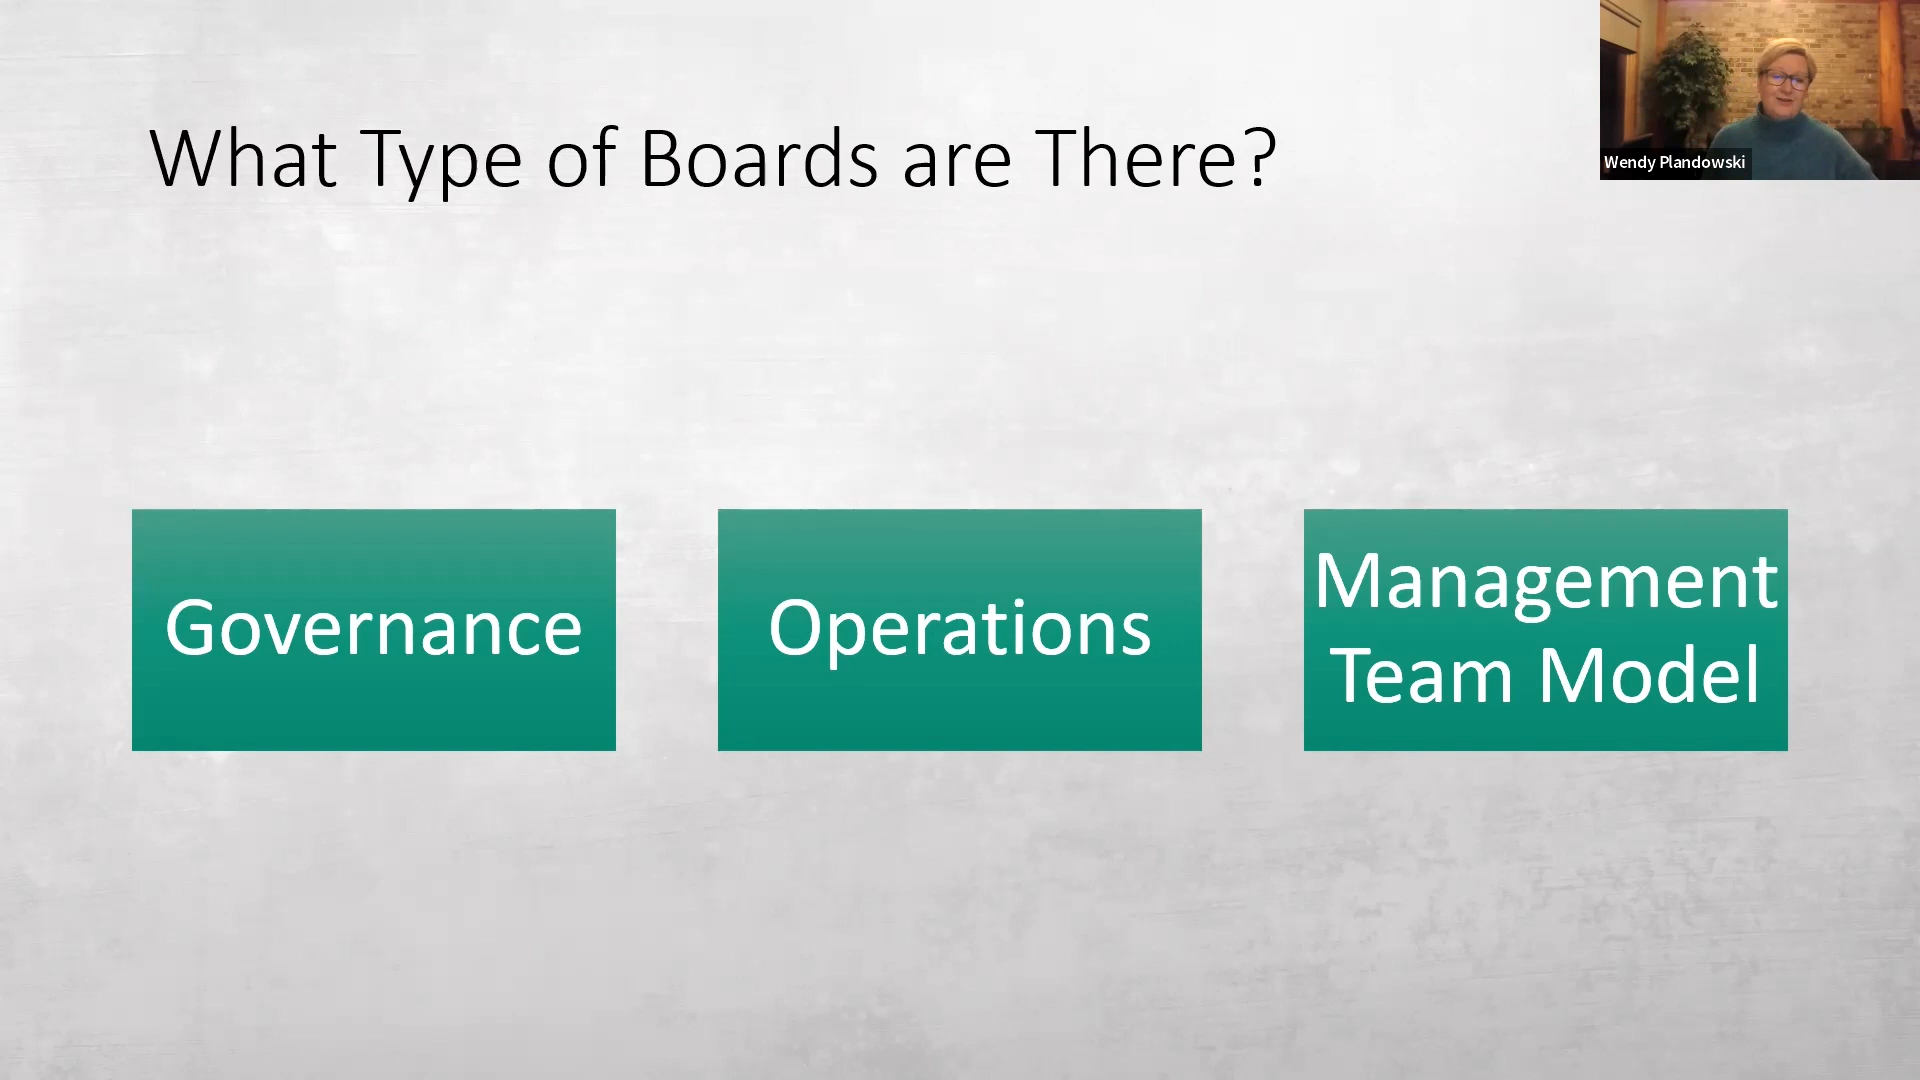 What Type of Boards are There?
Wendy Plandowski
Governance
Operations
Management
Team Model